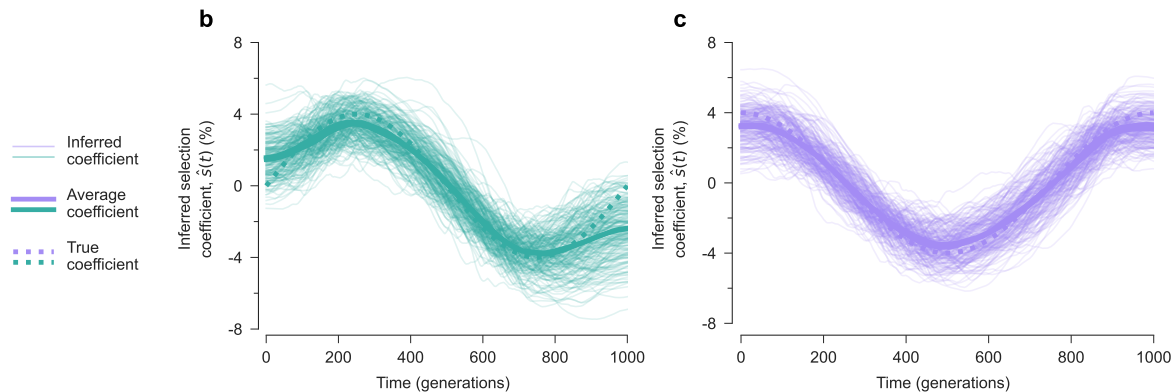 b
c
Inferred
coefficient
Average
coefficient
True
coefficient
Inferred selection
coefficient, ŝ(t) (%)
8
4
0
-4
-8
0
200
400
600
800
1000
Time (generations)
Inferred selection
coefficient, ŝ(t) (%)
8
4
0
-4
-8
0
200
400
600
800
1000
Time (generations)